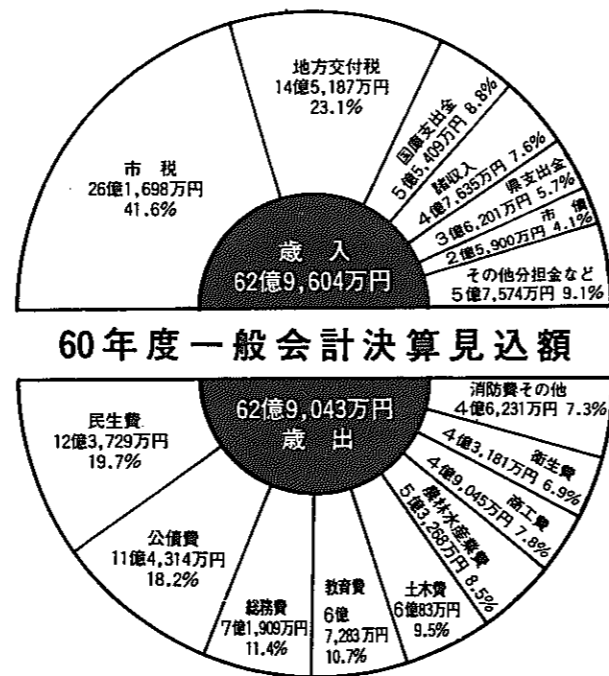 市税
26億1,698万円
41.6%
地方交付税
14億5,187万円
23.1%
国庫支出金
5億5,409万円 8.8%
諸収入
4億7,635万円 7.6%
県支出金
3億6,201万円 5.7%
市債
2億5,900万円 4.1%
その他分担金など
5億7,574万円 9.1%
歳入
62億9,604万円
60年度一般会計決算見込額
62億9,043万円
歳出
民生費
12億3,729万円
19.7%
公債費
11億4,314万円
18.2%
総務費
7億1,909万円
11.4%
教育費
6億
7,283万円
10.7%
土木費
6億83万円
9.5%
農林水産業費
5億3,268万円 8.5%
商工費
4億9,045万円 7.8%
衛生費
4億3,181万円 6.9%
消防費その他
4億6,231万円 7.3%